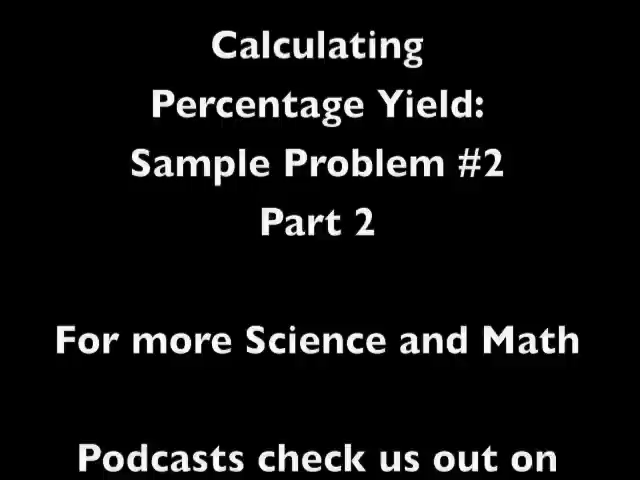 Calculating
Percentage Yield:
Sample Problem #2
Part 2
For more Science and Math
Podcasts check us out on